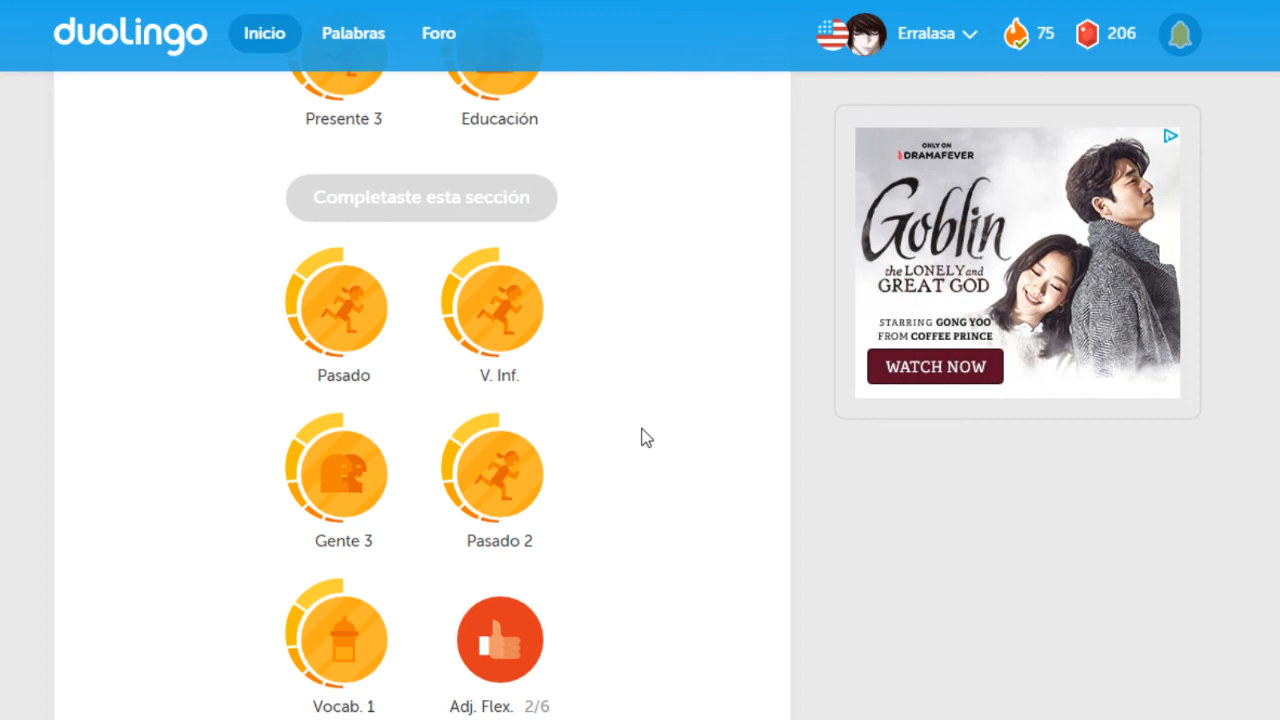 duolingo
Inicio
Palabras
Foro
Erralasa
75
206
Presente 3
Educación
Completaste esta sección
Pasado
V. Inf.
Gente 3
Pasado 2
Vocab. 1
Adj. Flex. 2/6
ONLY ON
DRAMAFEVER
Goblin
the LONELY and
GREAT GOD
STARRING GONG YOO
FROM COFFEE PRINCE
WATCH NOW